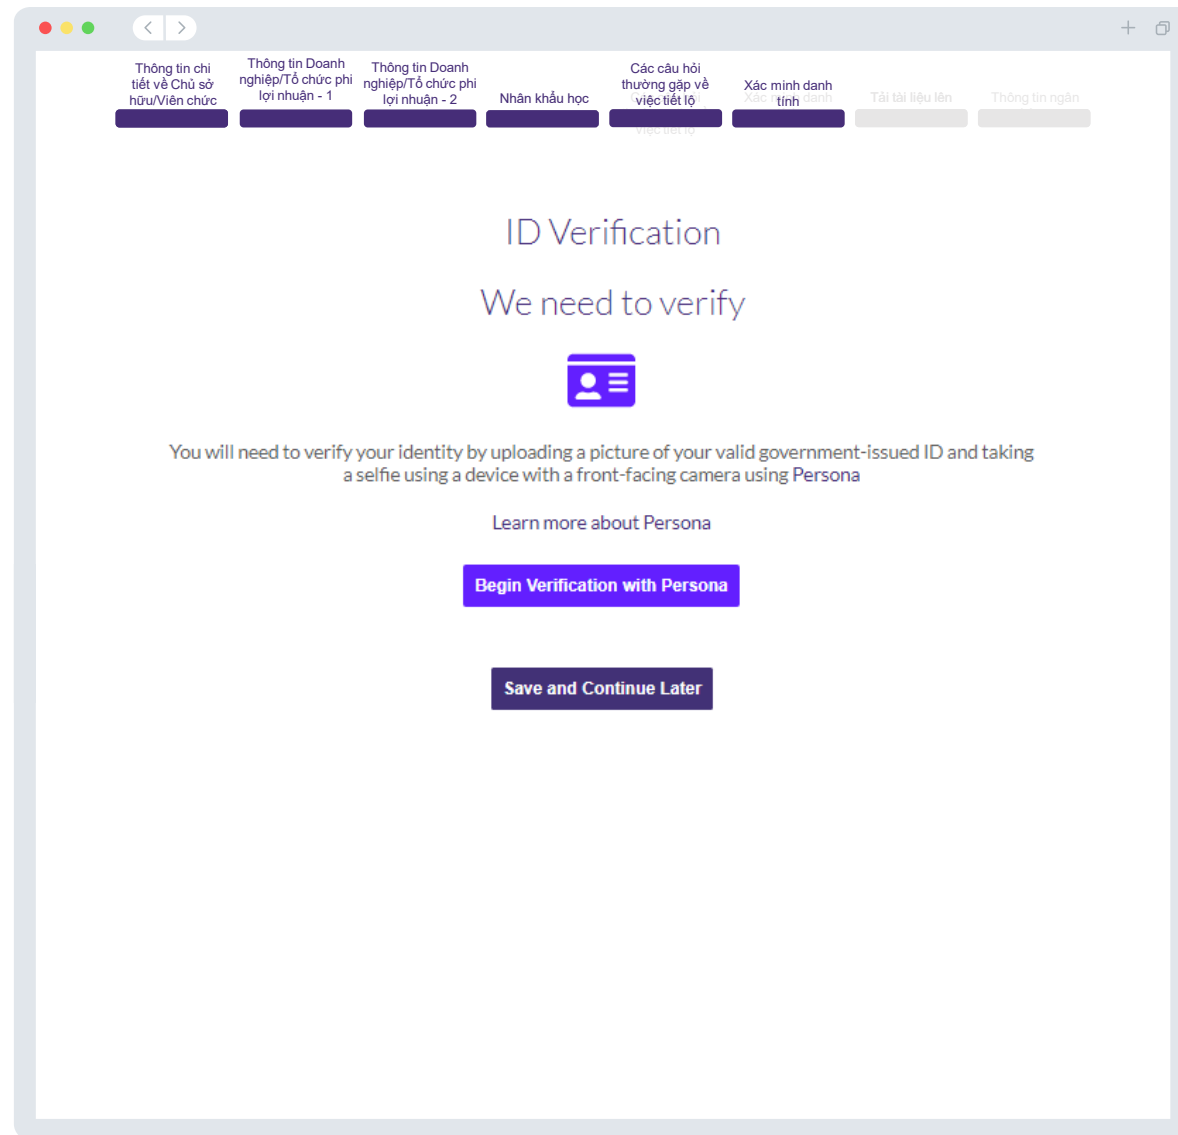 Thông tin chi
tiết về Chủ sở
hữu/Viên chức
Thông tin Doanh
nghiệp/Tổ chức phi
lợi nhuận - 1
Thông tin Doanh
nghiệp/Tổ chức phi
lợi nhuận - 2
Nhân khẩu học
Các câu hỏi
thường gặp về
việc tiết lộ
việc tiết lộ
Xác minh danh
tính
Tải tài liệu lên
Thông tin ngân
ID Verification
We need to verify
You will need to verify your identity by uploading a picture of your valid government-issued ID and taking
a selfie using a device with a front-facing camera using Persona
Learn more about Persona
Begin Verification with Persona
Save and Continue Later